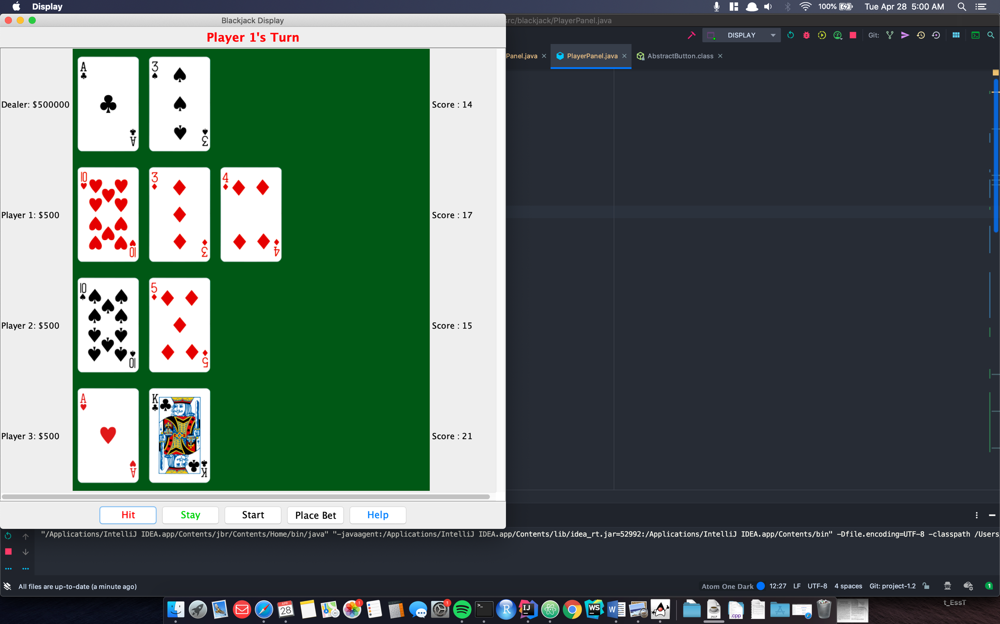 Display
100%
Tue Apr 28 5:00 AM
Blackjack Display
src/blackjack/PlayerPanel.java
Player 1's Turn
DISPLAY
Git:
Panel.java
PlayerPanel.java
AbstractButton.class
Dealer: $500000
A
A
3
3
Score : 14
Player 1: $500
10
10
3
3
4
4
Score : 17
Player 2: $500
10
10
5
5
Score : 15
Player 3: $500
A
A
K
K
Score : 21
Hit
Stay
Start
Place Bet
Help
"/Applications/IntelliJ IDEA.app/Contents/jbr/Contents/Home/bin/java" "-javaagent:/Applications/IntelliJ IDEA.app/Contents/lib/idea_rt.jar=52992:/Applications/IntelliJ IDEA.app/Contents/bin" -Dfile.encoding=UTF-8 -classpath /Users
All files are up-to-date (a minute ago)
Atom One Dark
12:27
LF
UTF-8
4 spaces
Git: project-1.2
1
APR
28
1
1
>_
R
IJ
WS
W
JNLP
.cpp
t_EssT